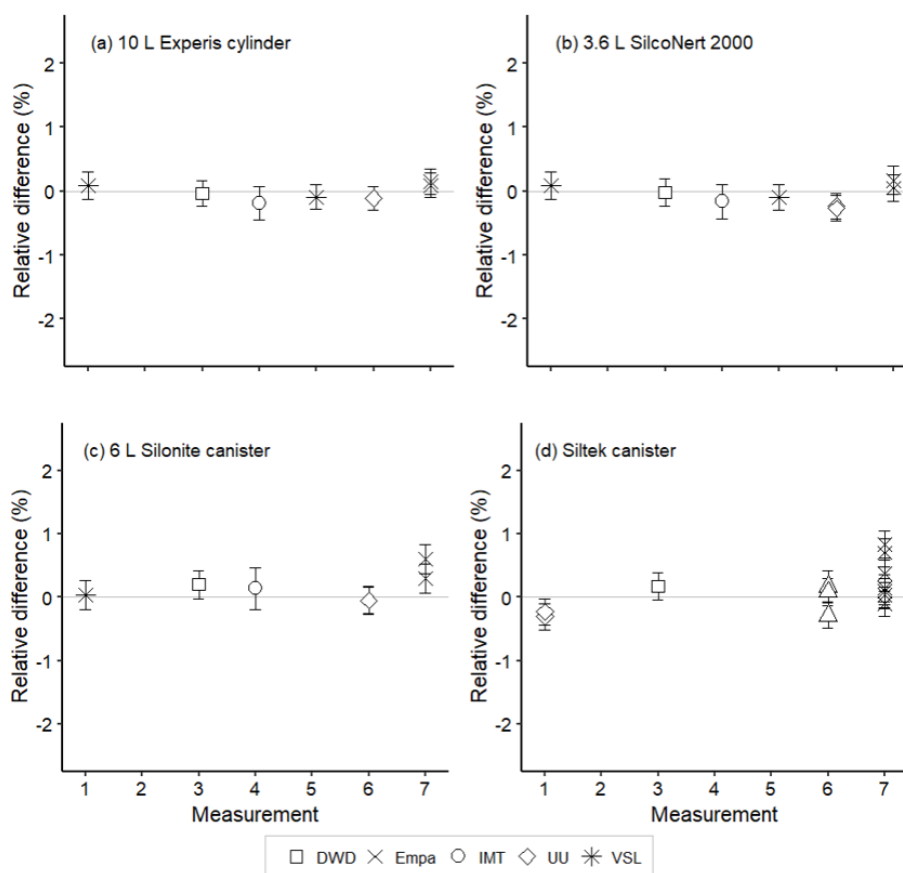 (a) 10 L Experis cylinder
(b) 3.6 L SilcoNert 2000
Relative difference (%)
2
1
0
-1
-2
Relative difference (%)
2
1
0
-1
-2
(c) 6 L Silonite canister
(d) Siltek canister
Relative difference (%)
2
1
0
-1
-2
Relative difference (%)
2
1
0
-1
-2
1 2 3 4 5 6 7
1 2 3 4 5 6 7
Measurement
Measurement
DWD Empa IMT UU VSL